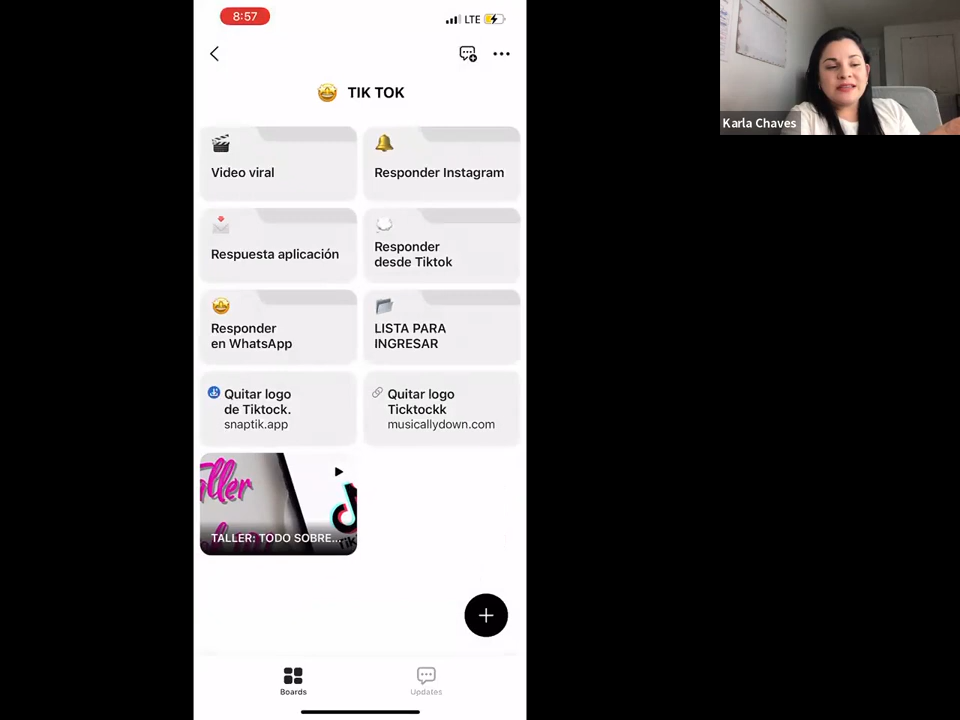 8:57
LTE
TIK TOK
Video viral
Responder Instagram
Respuesta aplicación
Responder
desde Tiktok
Responder
en WhatsApp
LISTA PARA
INGRESAR
Quitar logo
de Tiktock.
snaptik.app
Quitar logo
Ticktockk
musicallydown.com
Taller
TALLER: TODO SOBRE...
Boards
Updates
Karla Chaves